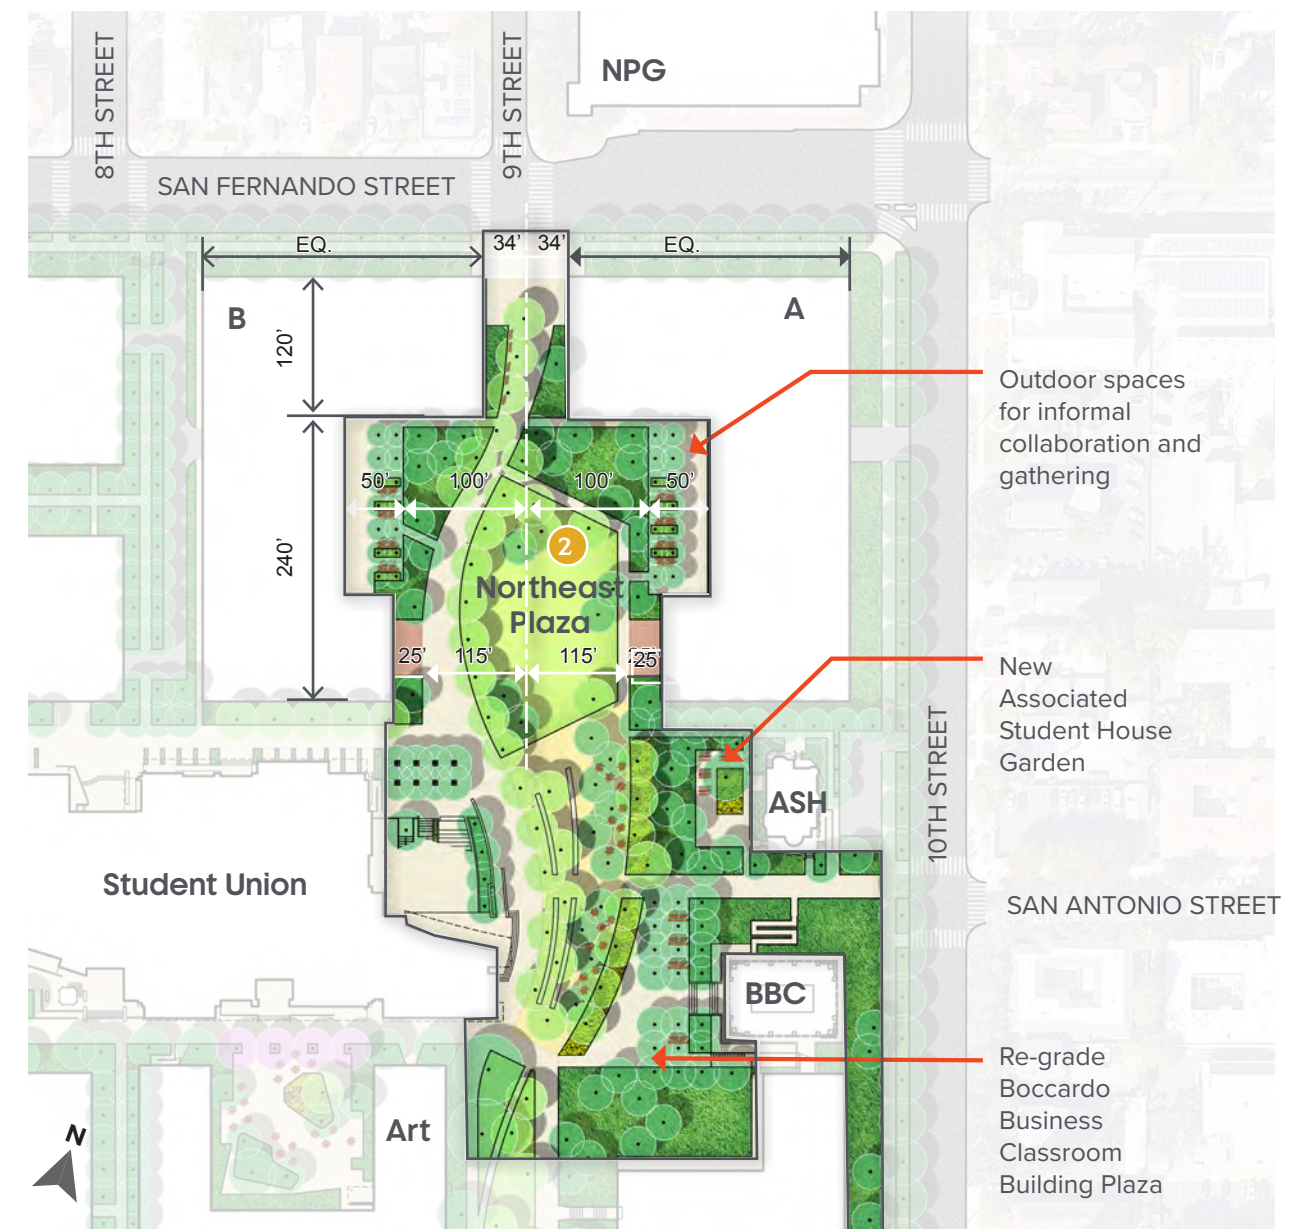 8TH STREET
9TH STREET
NPG
SAN FERNANDO STREET
EQ.
34’
34’
EQ.
B
A
120’
Outdoor spaces
for informal
collaboration and
gathering
50’
100’
100’
50’
2
240’
Northeast
Plaza
25’
115’
115’
25’
New
Associated
Student House
Garden
10TH STREET
ASH
Student Union
SAN ANTONIO STREET
BBC
Re-grade
Boccardo
Business
Classroom
Building Plaza
Art
N